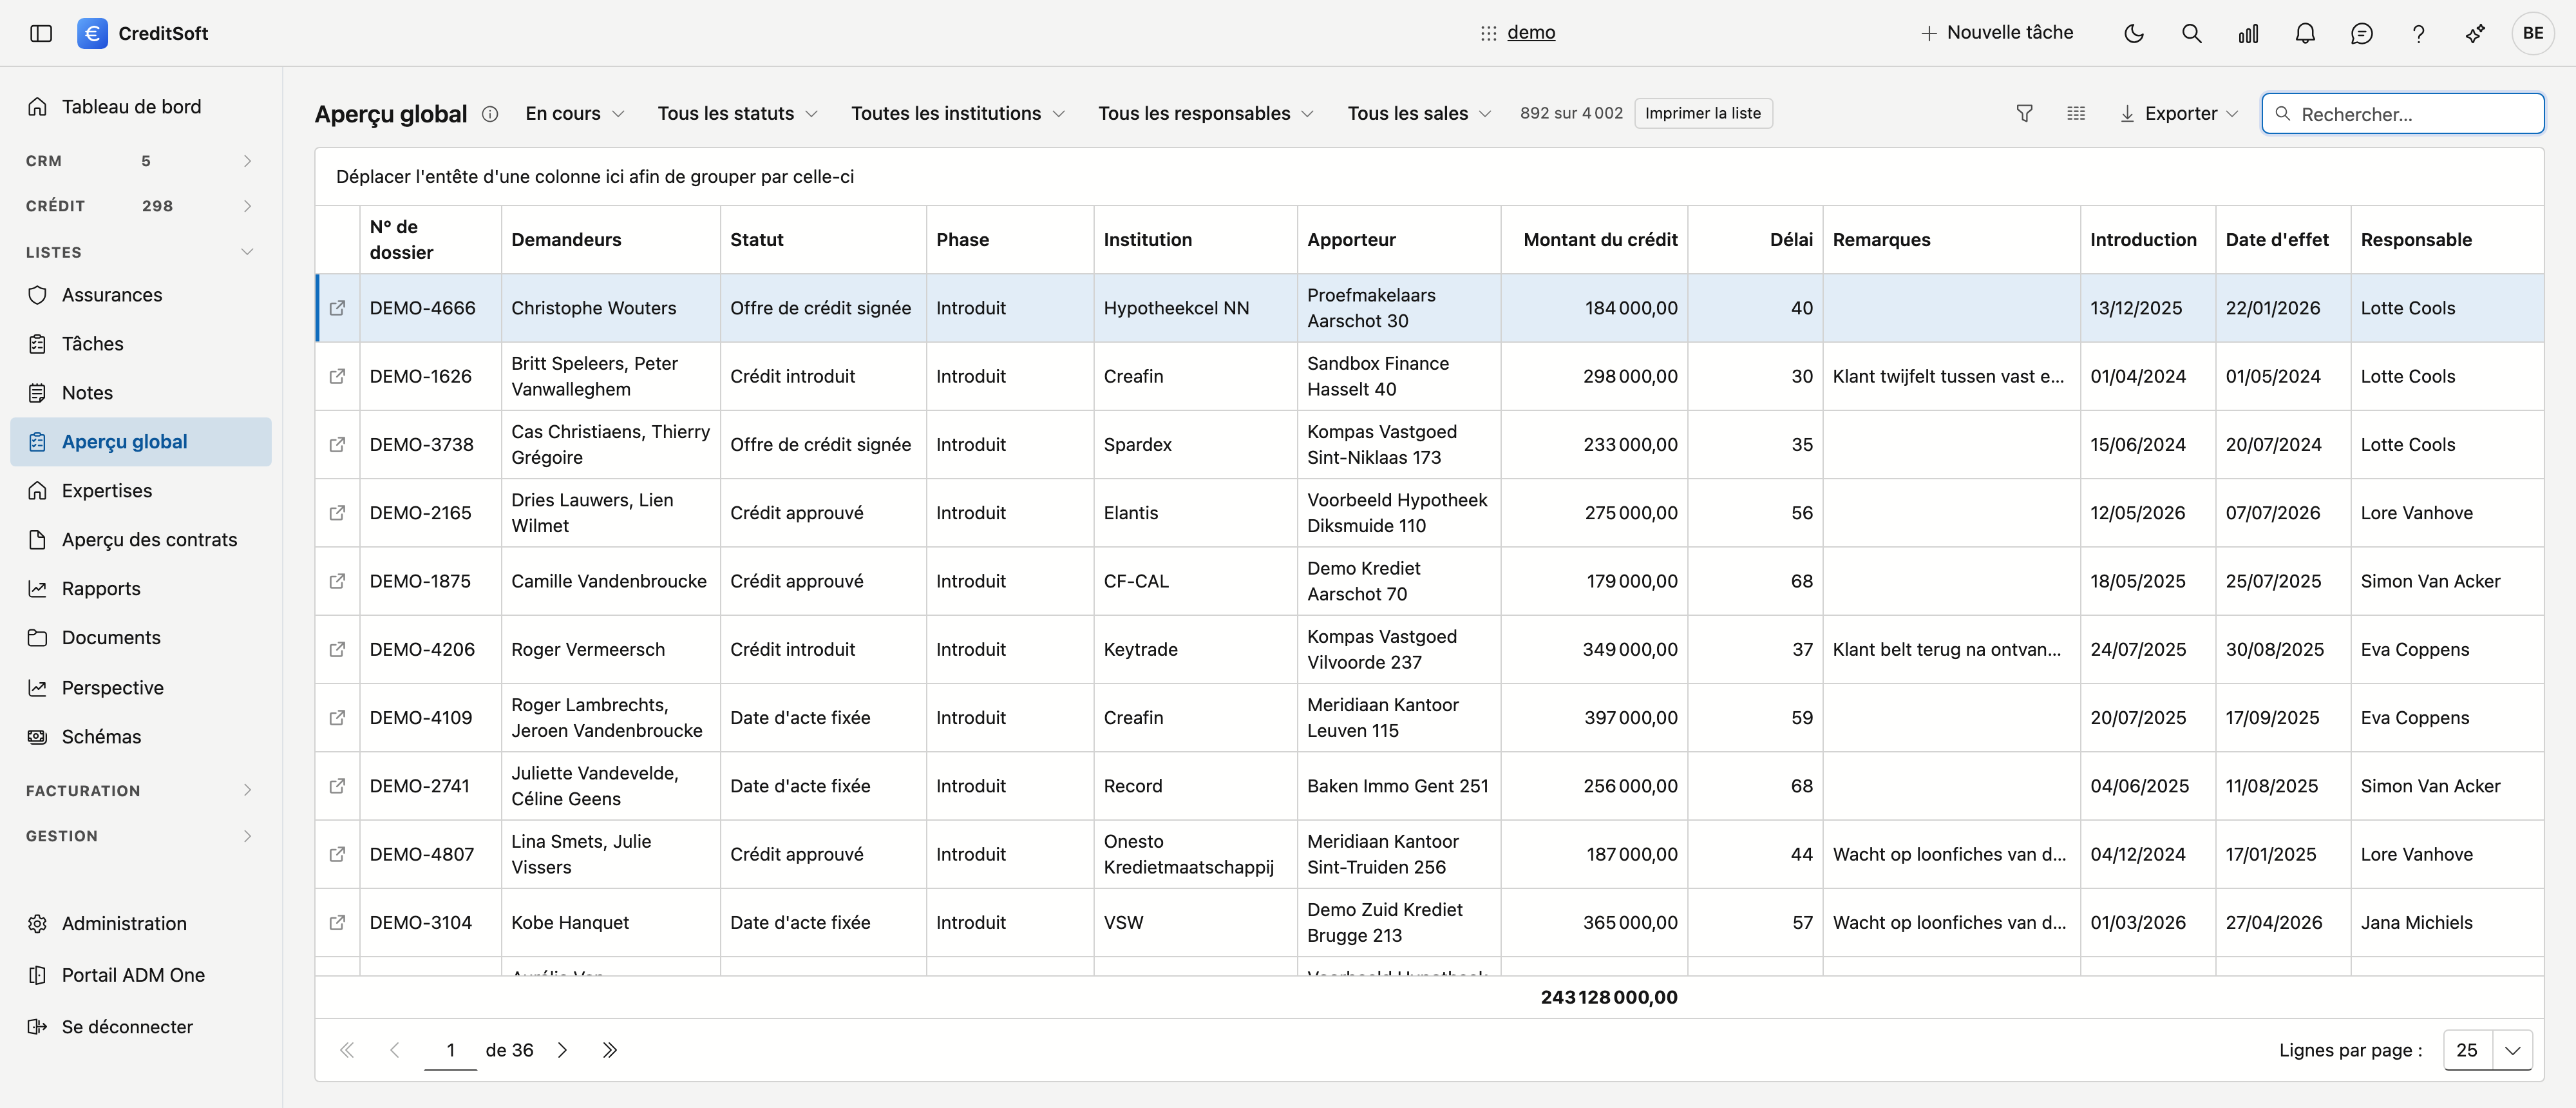 CreditSoft
demo
Nouvelle tâche
BE
Tableau de bord
CRM 5
CRÉDIT 298
LISTES
Assurances
Tâches
Notes
Aperçu global
Expertises
Aperçu des contrats
Rapports
Documents
Perspective
Schémas
FACTURATION
GESTION
Administration
Portail ADM One
Se déconnecter
Aperçu global En cours Tous les statuts Toutes les institutions Tous les responsables Tous les sales 892 sur 4 002 Imprimer la liste Exporter Rechercher...
Déplacer l'entête d'une colonne ici afin de grouper par celle-ci
N° de dossier Demandeurs Statut Phase Institution Apporteur Montant du crédit Délai Remarques Introduction Date d'effet Responsable
DEMO-4666 Christophe Wouters Offre de crédit signée Introduit Hypotheekcel NN Proefmakelaars Aarschot 30 184 000,00 40 13/12/2025 22/01/2026 Lotte Cools
DEMO-1626 Britt Speleers, Peter Vanwalleghem Crédit introduit Introduit Creafin Sandbox Finance Hasselt 40 298 000,00 30 Klant twijfelt tussen vast e... 01/04/2024 01/05/2024 Lotte Cools
DEMO-3738 Cas Christiaens, Thierry Grégoire Offre de crédit signée Introduit Spardex Kompas Vastgoed Sint-Niklaas 173 233 000,00 35 15/06/2024 20/07/2024 Lotte Cools
DEMO-2165 Dries Lauwers, Lien Wilmet Crédit approuvé Introduit Elantis Voorbeeld Hypotheek Diksmuide 110 275 000,00 56 12/05/2026 07/07/2026 Lore Vanhove
DEMO-1875 Camille Vandenbroucke Crédit approuvé Introduit CF-CAL Demo Krediet Aarschot 70 179 000,00 68 18/05/2025 25/07/2025 Simon Van Acker
DEMO-4206 Roger Vermeersch Crédit introduit Introduit Keytrade Kompas Vastgoed Vilvoorde 237 349 000,00 37 Klant belt terug na ontvan... 24/07/2025 30/08/2025 Eva Coppens
DEMO-4109 Roger Lambrechts, Jeroen Vandenbroucke Date d'acte fixée Introduit Creafin Meridiaan Kantoor Leuven 115 397 000,00 59 20/07/2025 17/09/2025 Eva Coppens
DEMO-2741 Juliette Vandevelde, Céline Geens Date d'acte fixée Introduit Record Baken Immo Gent 251 256 000,00 68 04/06/2025 11/08/2025 Simon Van Acker
DEMO-4807 Lina Smets, Julie Vissers Crédit approuvé Introduit Onesto Kredietmaatschappij Meridiaan Kantoor Sint-Truiden 256 187 000,00 44 Wacht op loonfiches van d... 04/12/2024 17/01/2025 Lore Vanhove
DEMO-3104 Kobe Hanquet Date d'acte fixée Introduit VSW Demo Zuid Krediet Brugge 213 365 000,00 57 Wacht op loonfiches van d... 01/03/2026 27/04/2026 Jana Michiels
243 128 000,00
1 de 36
Lignes par page : 25